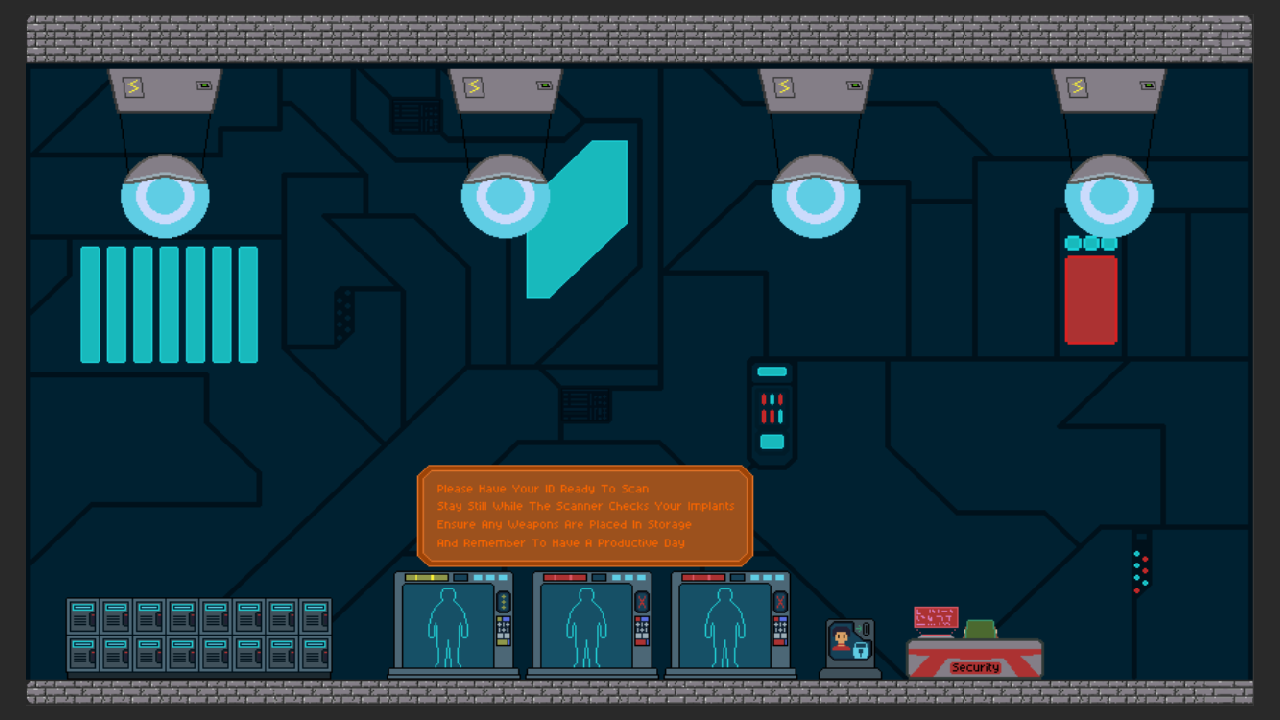 Please Have Your ID Ready To Scan
Stay Still While The Scanner Checks Your Implants
Ensure Any Weapons Are Placed In Storage
And Remember To Have A Productive Day
Security